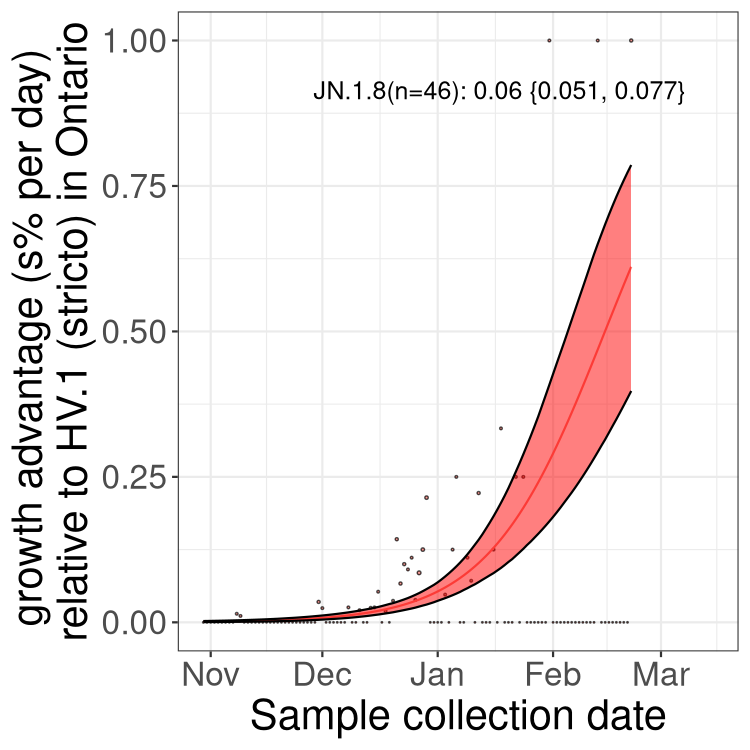 growth advantage (s% per day)
relative to HV.1 (stricto) in Ontario
1.00
0.75
0.50
0.25
0.00
JN.1.8(n=46): 0.06 {0.051, 0.077}
Nov Dec Jan Feb Mar
Sample collection date